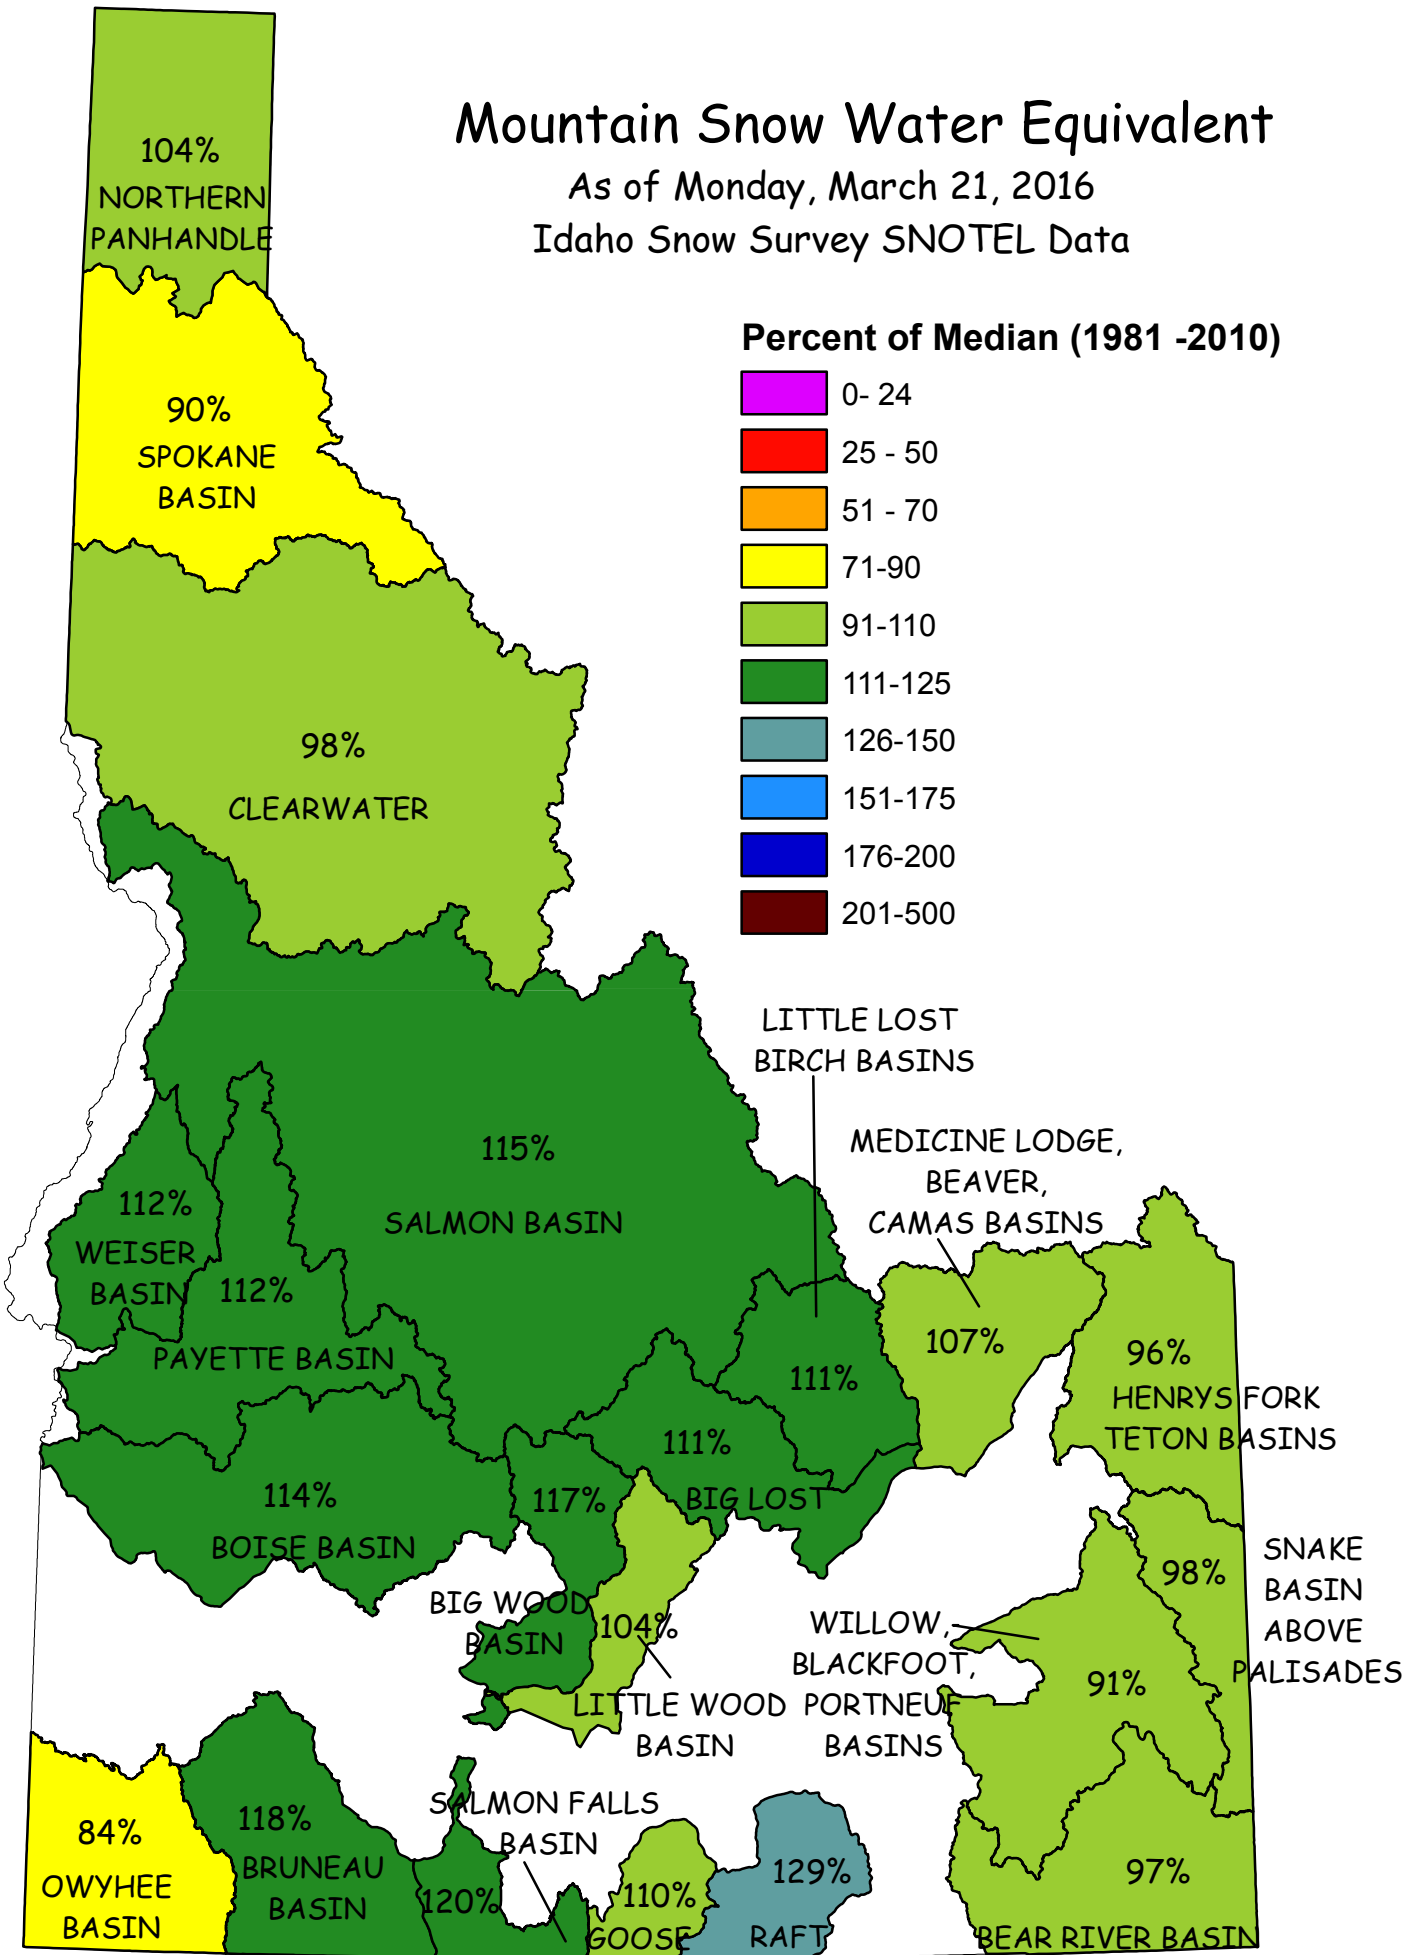 Mountain Snow Water Equivalent
As of Monday, March 21, 2016
Idaho Snow Survey SNOTEL Data
Percent of Median (1981 -2010)
0- 24
25 - 50
51 - 70
71-90
91-110
111-125
126-150
151-175
176-200
201-500
104%
NORTHERN
PANHANDLE
90%
SPOKANE
BASIN
98%
CLEARWATER
LITTLE LOST
BIRCH BASINS
115%
SALMON BASIN
MEDICINE LODGE,
BEAVER,
CAMAS BASINS
112%
WEISER
BASIN
112%
PAYETTE BASIN
107%
96%
HENRYS FORK
TETON BASINS
111%
111%
BIG LOST
114%
BOISE BASIN
117%
BIG WOOD
BASIN
104%
LITTLE WOOD
BASIN
98%
SNAKE
BASIN
ABOVE
PALISADES
WILLOW,
BLACKFOOT,
PORTNEUF
BASINS
91%
84%
OWYHEE
BASIN
118%
BRUNEAU
BASIN
SALMON FALLS
BASIN
120%
110%
GOOSE
129%
RAFT
97%
BEAR RIVER BASIN